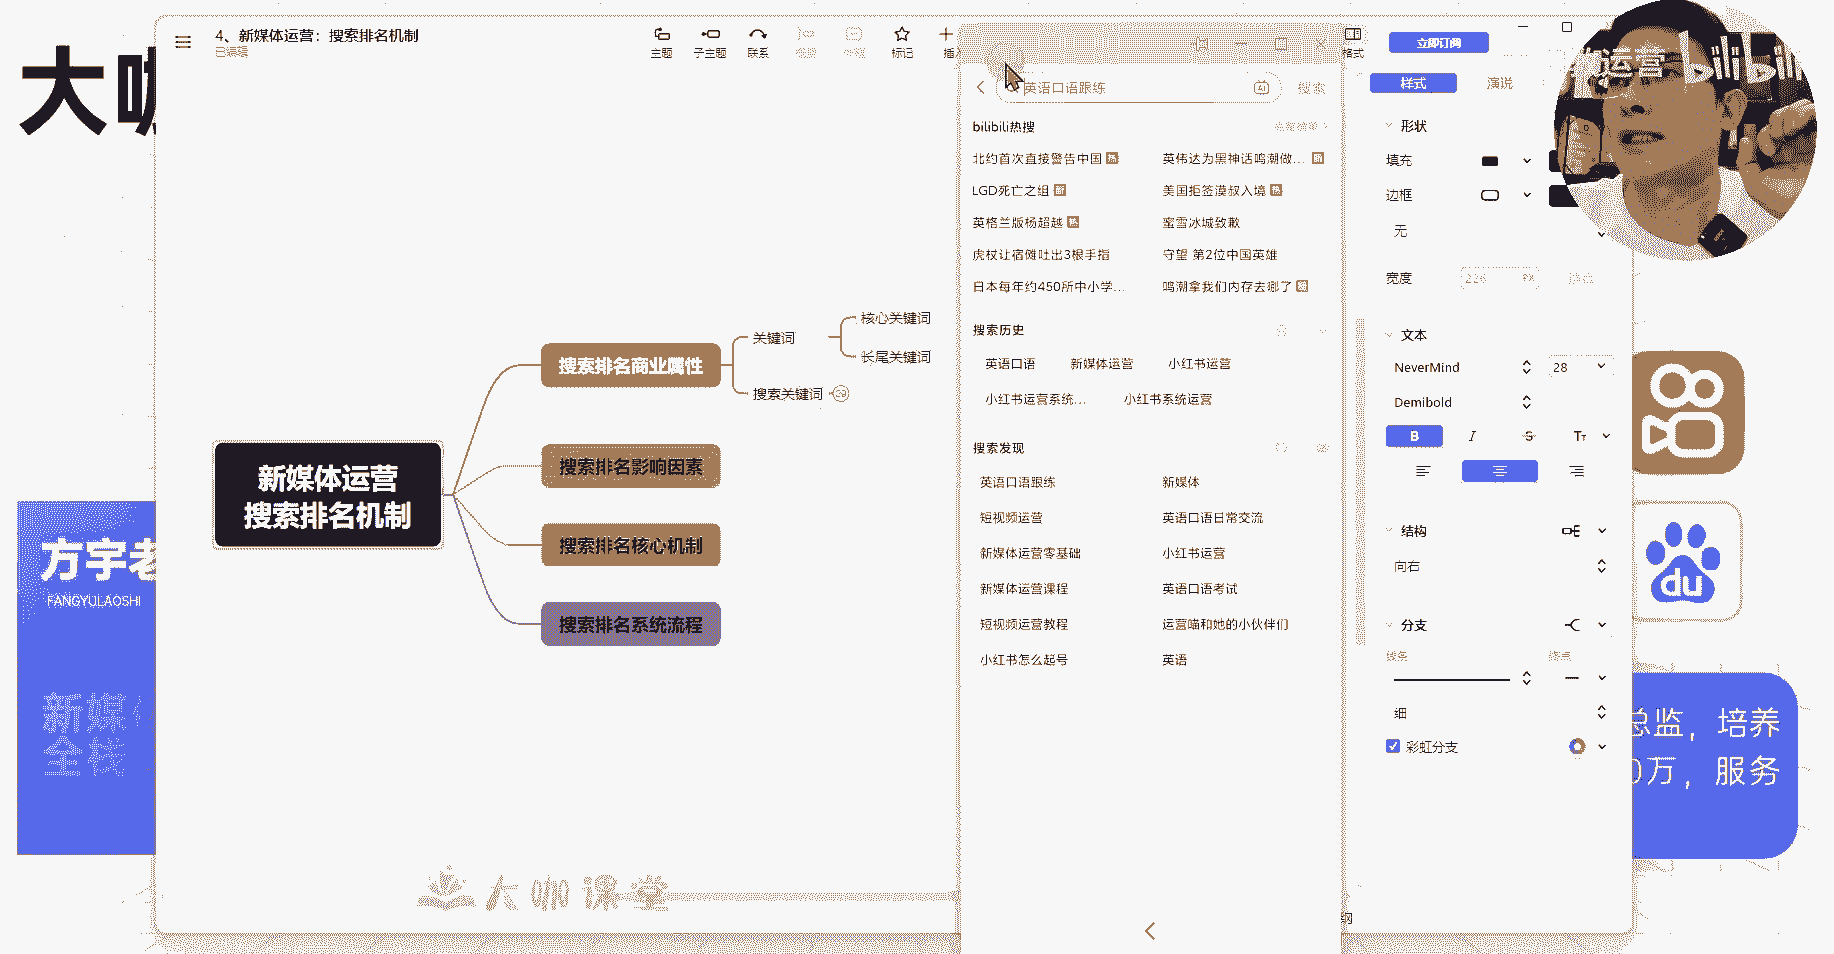 4、新媒体运营：搜索排名机制
已编辑
主题
子主题
联系
标记
格式
立即订阅
样式
演说
大咖
运营
bilibili
英语口语跟练
AI
搜索
bilibili热搜
北约首次直接警告中国 热
英伟达为黑神话鸣潮做... 新
LGD死亡之组 新
美国拒签谟叔入境 热
英格兰版杨超越 热
蜜雪冰城致歉
虎杖让宿傩吐出3根手指
守望 第2位中国英雄
日本每年约450所中小学...
鸣潮拿我们内存去哪了
搜索历史
英语口语
新媒体运营
小红书运营
小红书运营系统...
小红书系统运营
搜索发现
英语口语跟练
新媒体
短视频运营
英语口语日常交流
新媒体运营零基础
小红书运营
新媒体运营课程
英语口语考试
短视频运营教程
运营喵和她的小伙伴们
小红书怎么起号
英语
新媒体运营
搜索排名机制
搜索排名商业属性
关键词
核心关键词
长尾关键词
搜索关键词
搜索排名影响因素
搜索排名核心机制
搜索排名系统流程
形状
填充
边框
无
宽度
226
PX
文本
NeverMind
28
Demibold
B
I
S
Tт
结构
向右
分支
线条
终点
细
彩虹分支
方宇老
FANGYULAOSHI
新媒体
全栈
du
总监，培养
0万，服务
大咖课堂